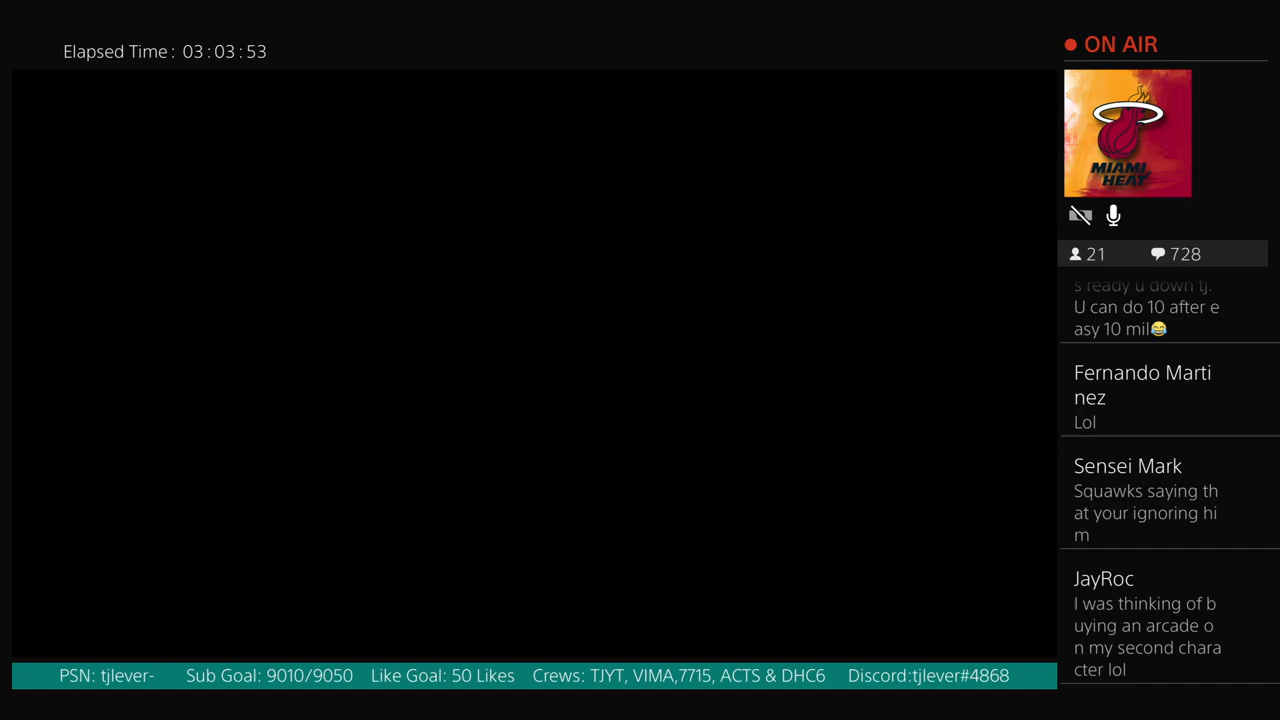 Elapsed Time: 03:03:53
ON AIR
MIAMI
HEAT
21 728
s ready u down tj.
U can do 10 after e
asy 10 mil😂
Fernando Marti
nez
Lol
Sensei Mark
Squawks saying th
at your ignoring hi
m
JayRoc
I was thinking of b
uying an arcade o
n my second chara
cter lol
PSN: tjlever- Sub Goal: 9010/9050 Like Goal: 50 Likes Crews: TJYT, VIMA,7715, ACTS & DHC6 Discord:tjlever#4868